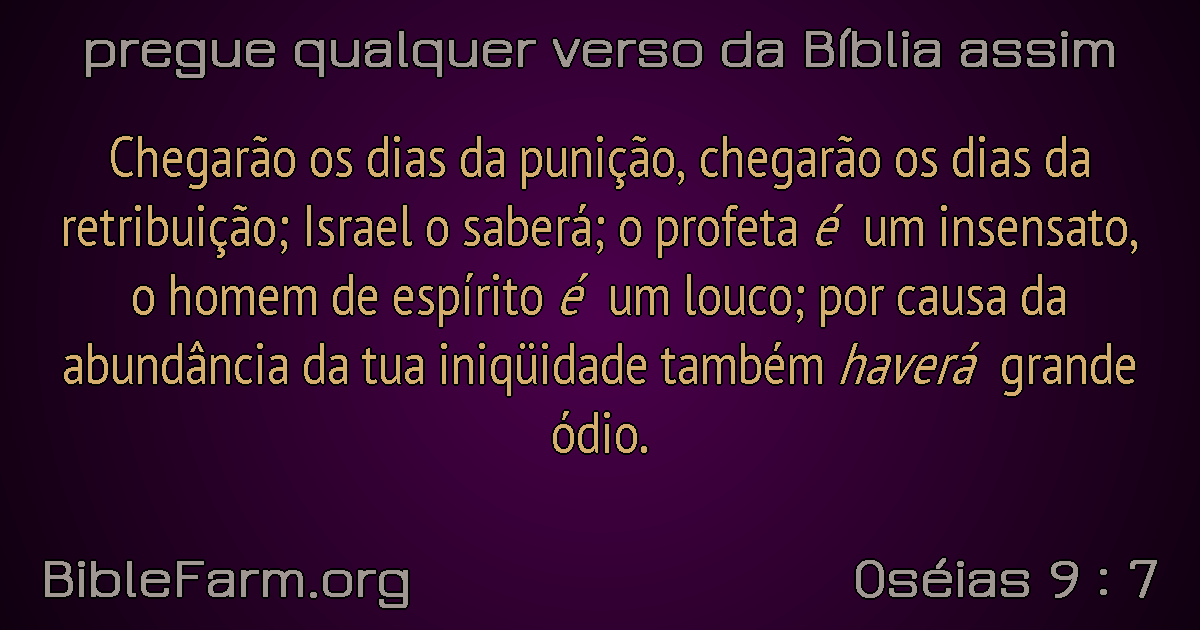 pregue qualquer verso da Bíblia assim
Chegarão os dias da punição, chegarão os dias da
retribuição; Israel o saberá; o profeta é um insensato,
o homem de espírito é um louco; por causa da
abundância da tua iniqüidade também haverá grande
ódio.
BibleFarm.org
Oséias 9 : 7